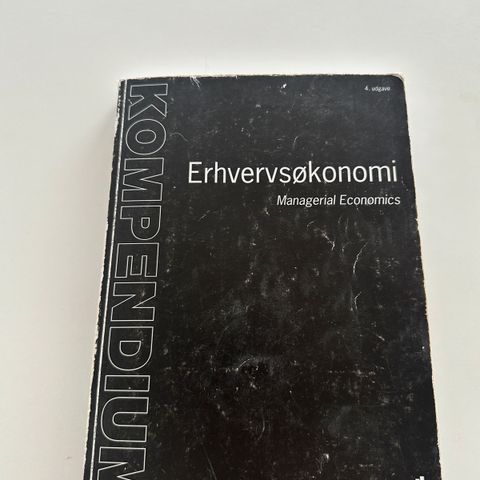 4. udgave
Erhvervsøkonomi
Managerial Economics
KOMPENDIUM